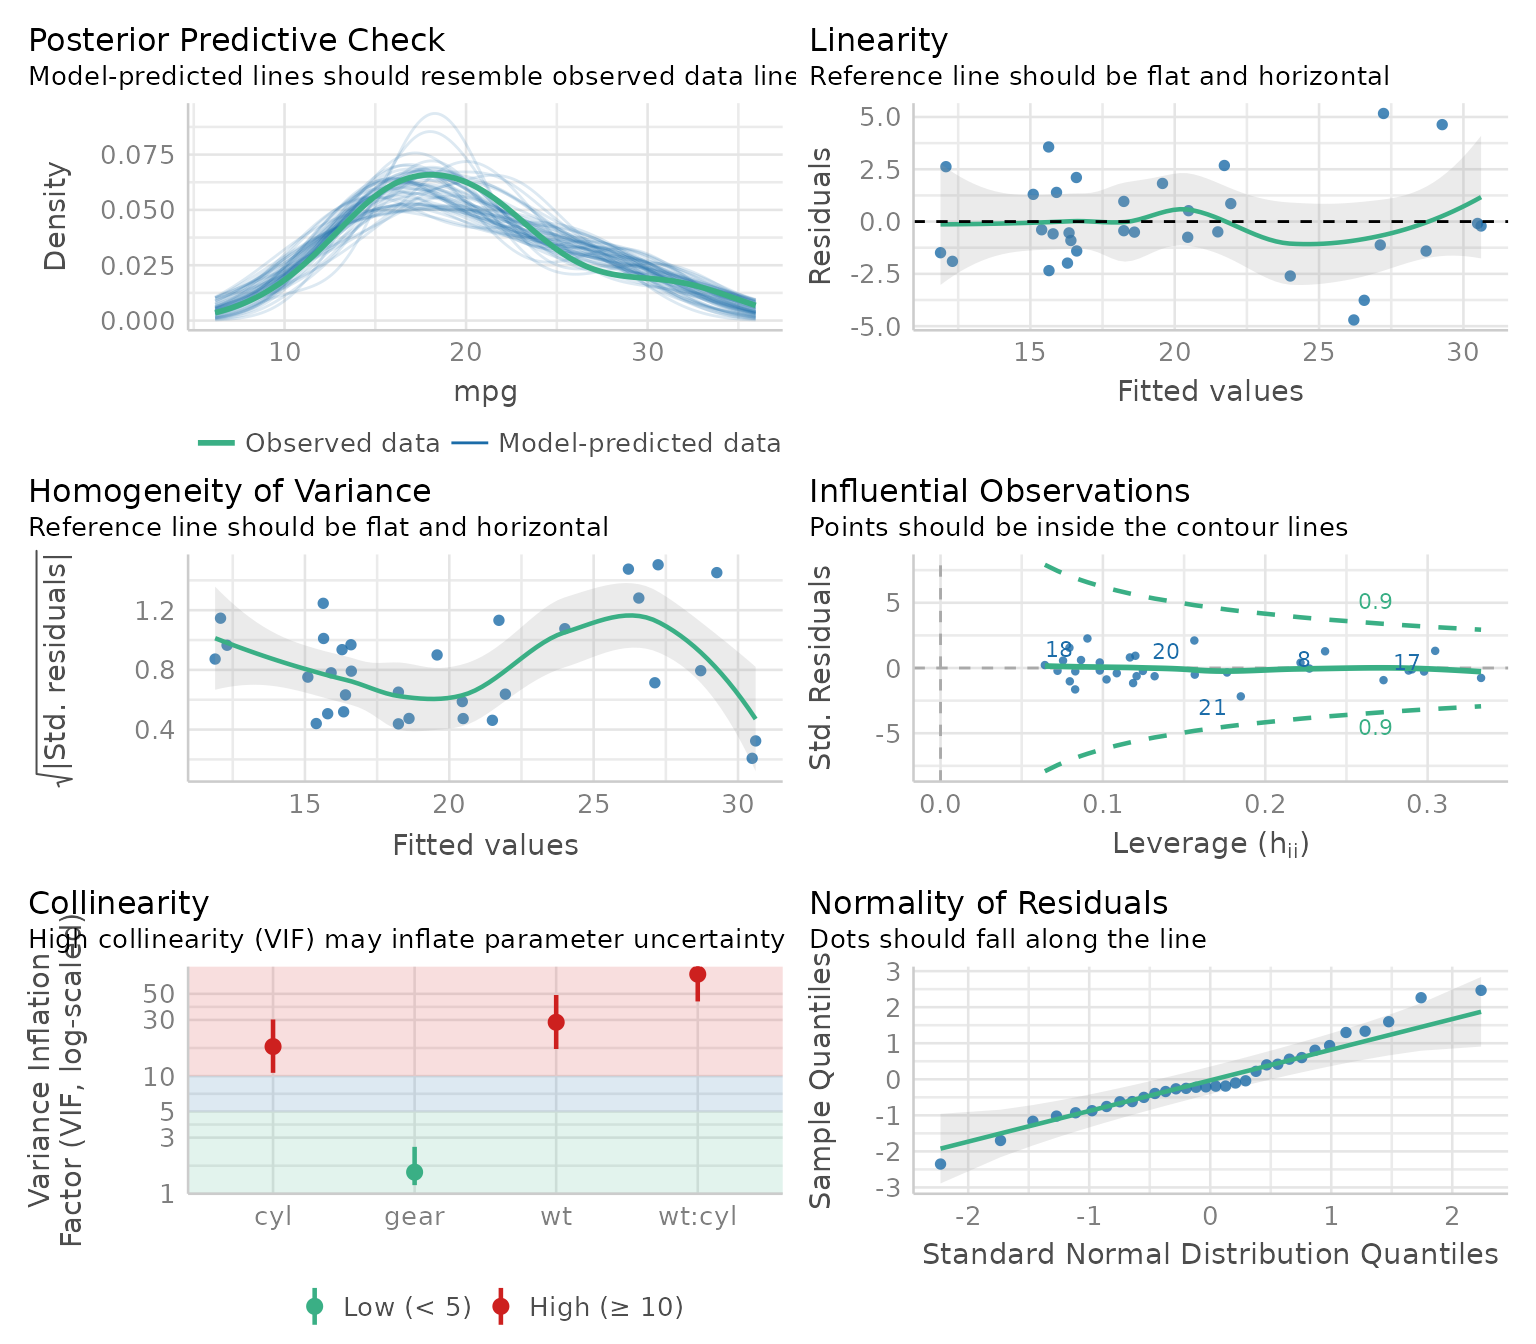 Posterior Predictive Check
Model-predicted lines should resemble observed data line
Density
0.075
0.050
0.025
0.000
10 20 30
mpg
Observed data Model-predicted data
Linearity
Reference line should be flat and horizontal
Residuals
5.0
2.5
0.0
-2.5
-5.0
15 20 25 30
Fitted values
Homogeneity of Variance
Reference line should be flat and horizontal
√|Std. residuals|
1.2
0.8
0.4
15 20 25 30
Fitted values
Influential Observations
Points should be inside the contour lines
Std. Residuals
5
0
-5
0.9
18 20 8 17
21
0.9
0.0 0.1 0.2 0.3
Leverage (hii)
Collinearity
High collinearity (VIF) may inflate parameter uncertainty
Variance Inflation
Factor (VIF, log-scaled)
50
30
10
5
3
1
cyl gear wt wt:cyl
Low (< 5) High (≥ 10)
Normality of Residuals
Dots should fall along the line
Sample Quantiles
3
2
1
0
-1
-2
-3
-2 -1 0 1 2
Standard Normal Distribution Quantiles